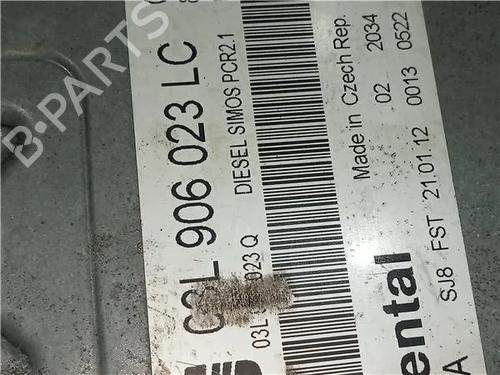 B-PARTS
03L 906 023 LC
DIESEL SIMOS PCR2.1
03L 023 Q
Made in Czech Rep.
02 2034
0013 0522
SJ8 FST 21.01.12
ental
A